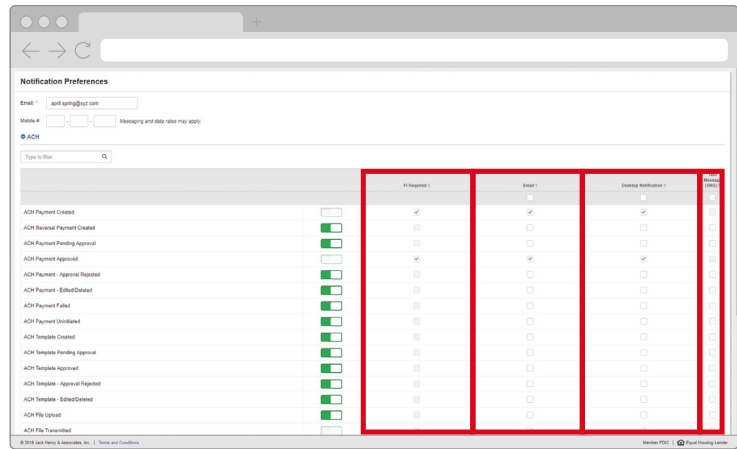 Notification Preferences
Email * april.spring@xyz.com
Mobile # - - Messaging and data rates may apply.
ACH
Type to filter
FI Required Email Desktop Notification Text Message (SMS)
ACH Payment Created
ACH Reversal Payment Created
ACH Payment Pending Approval
ACH Payment Approved
ACH Payment - Approval Rejected
ACH Payment - Edited/Deleted
ACH Payment Failed
ACH Payment Uninitiated
ACH Template Created
ACH Template Pending Approval
ACH Template Approved
ACH Template - Approval Rejected
ACH Template - Edited/Deleted
ACH File Upload
ACH File Transmitted
© 2018 Jack Henry & Associates, Inc. | Terms and Conditions Member FDIC | Equal Housing Lender